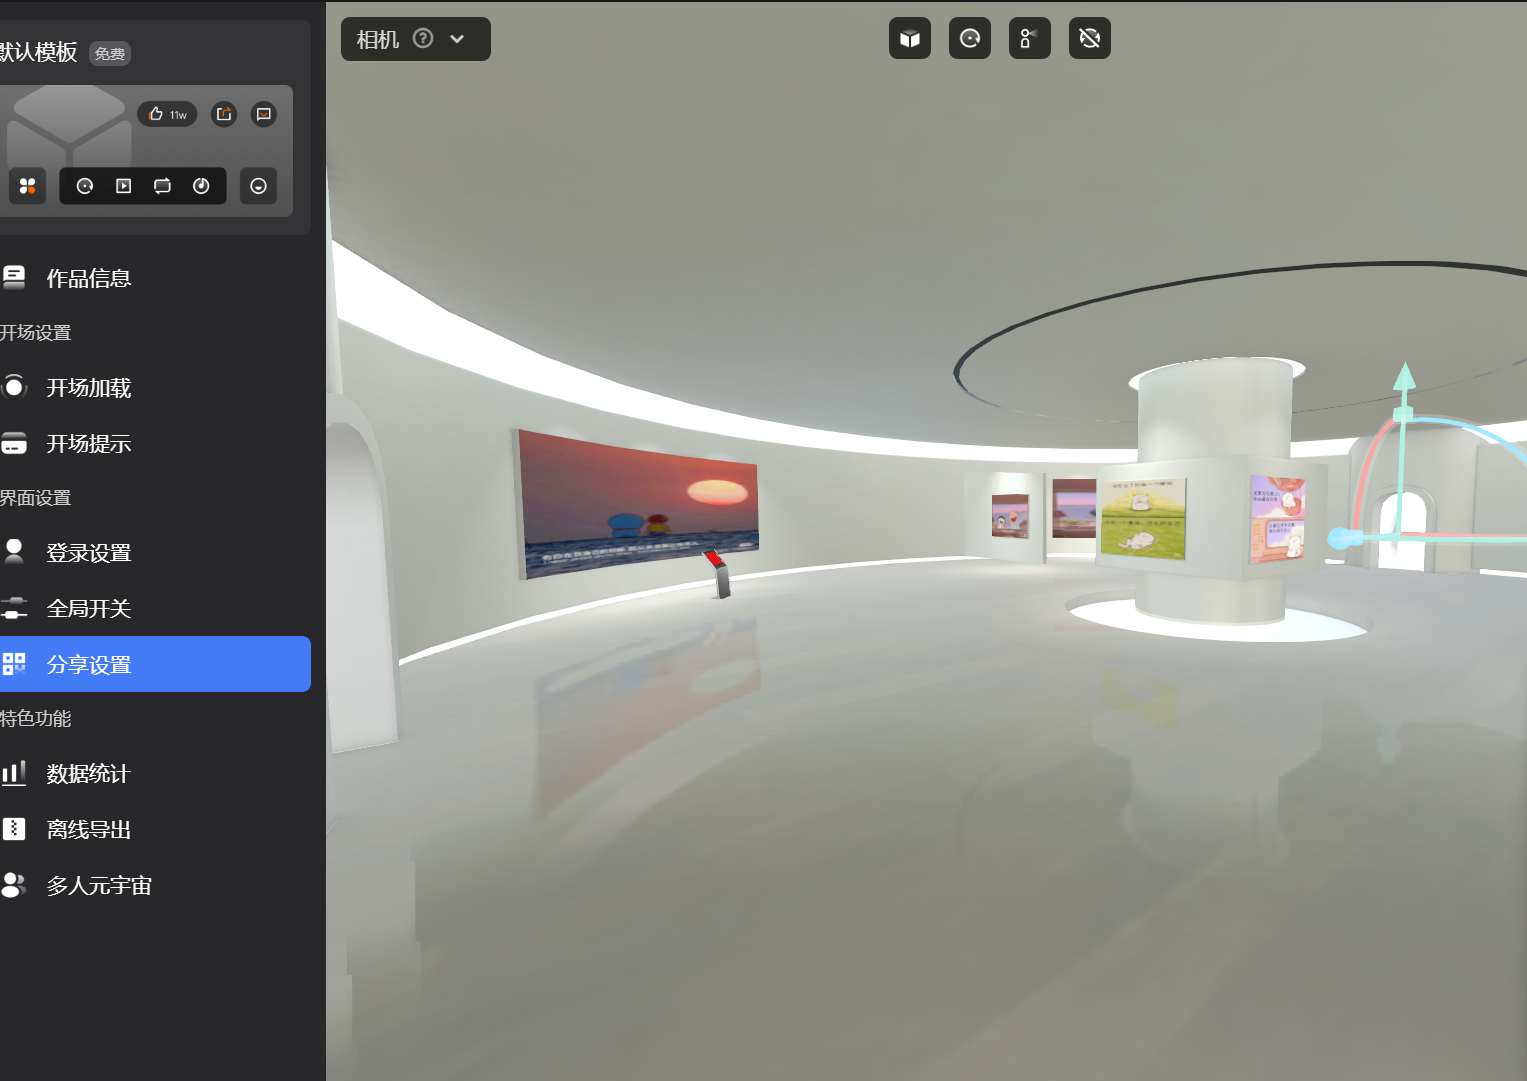 默认模板 免费
11w
作品信息
开场设置
开场加载
开场提示
界面设置
登录设置
全局开关
分享设置
特色功能
数据统计
离线导出
多人元宇宙
相机